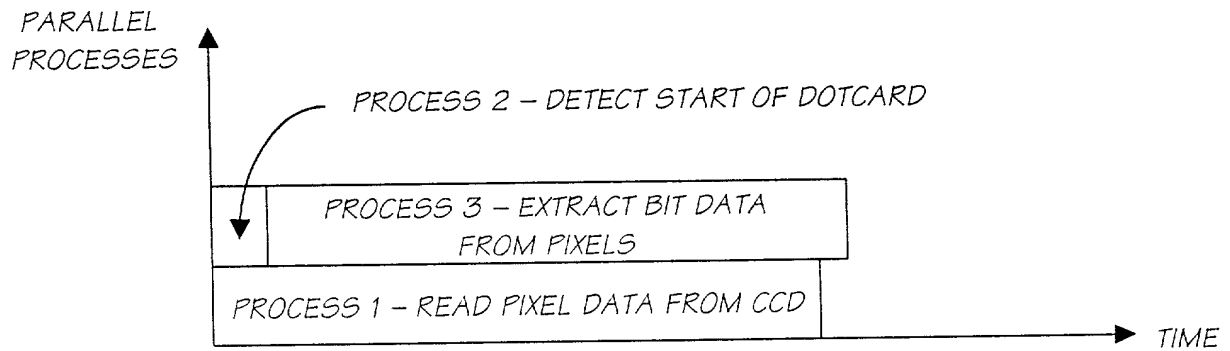 PARALLEL
PROCESSES
PROCESS 2 – DETECT START OF DOTCARD
PROCESS 3 – EXTRACT BIT DATA
FROM PIXELS
PROCESS 1 – READ PIXEL DATA FROM CCD
TIME